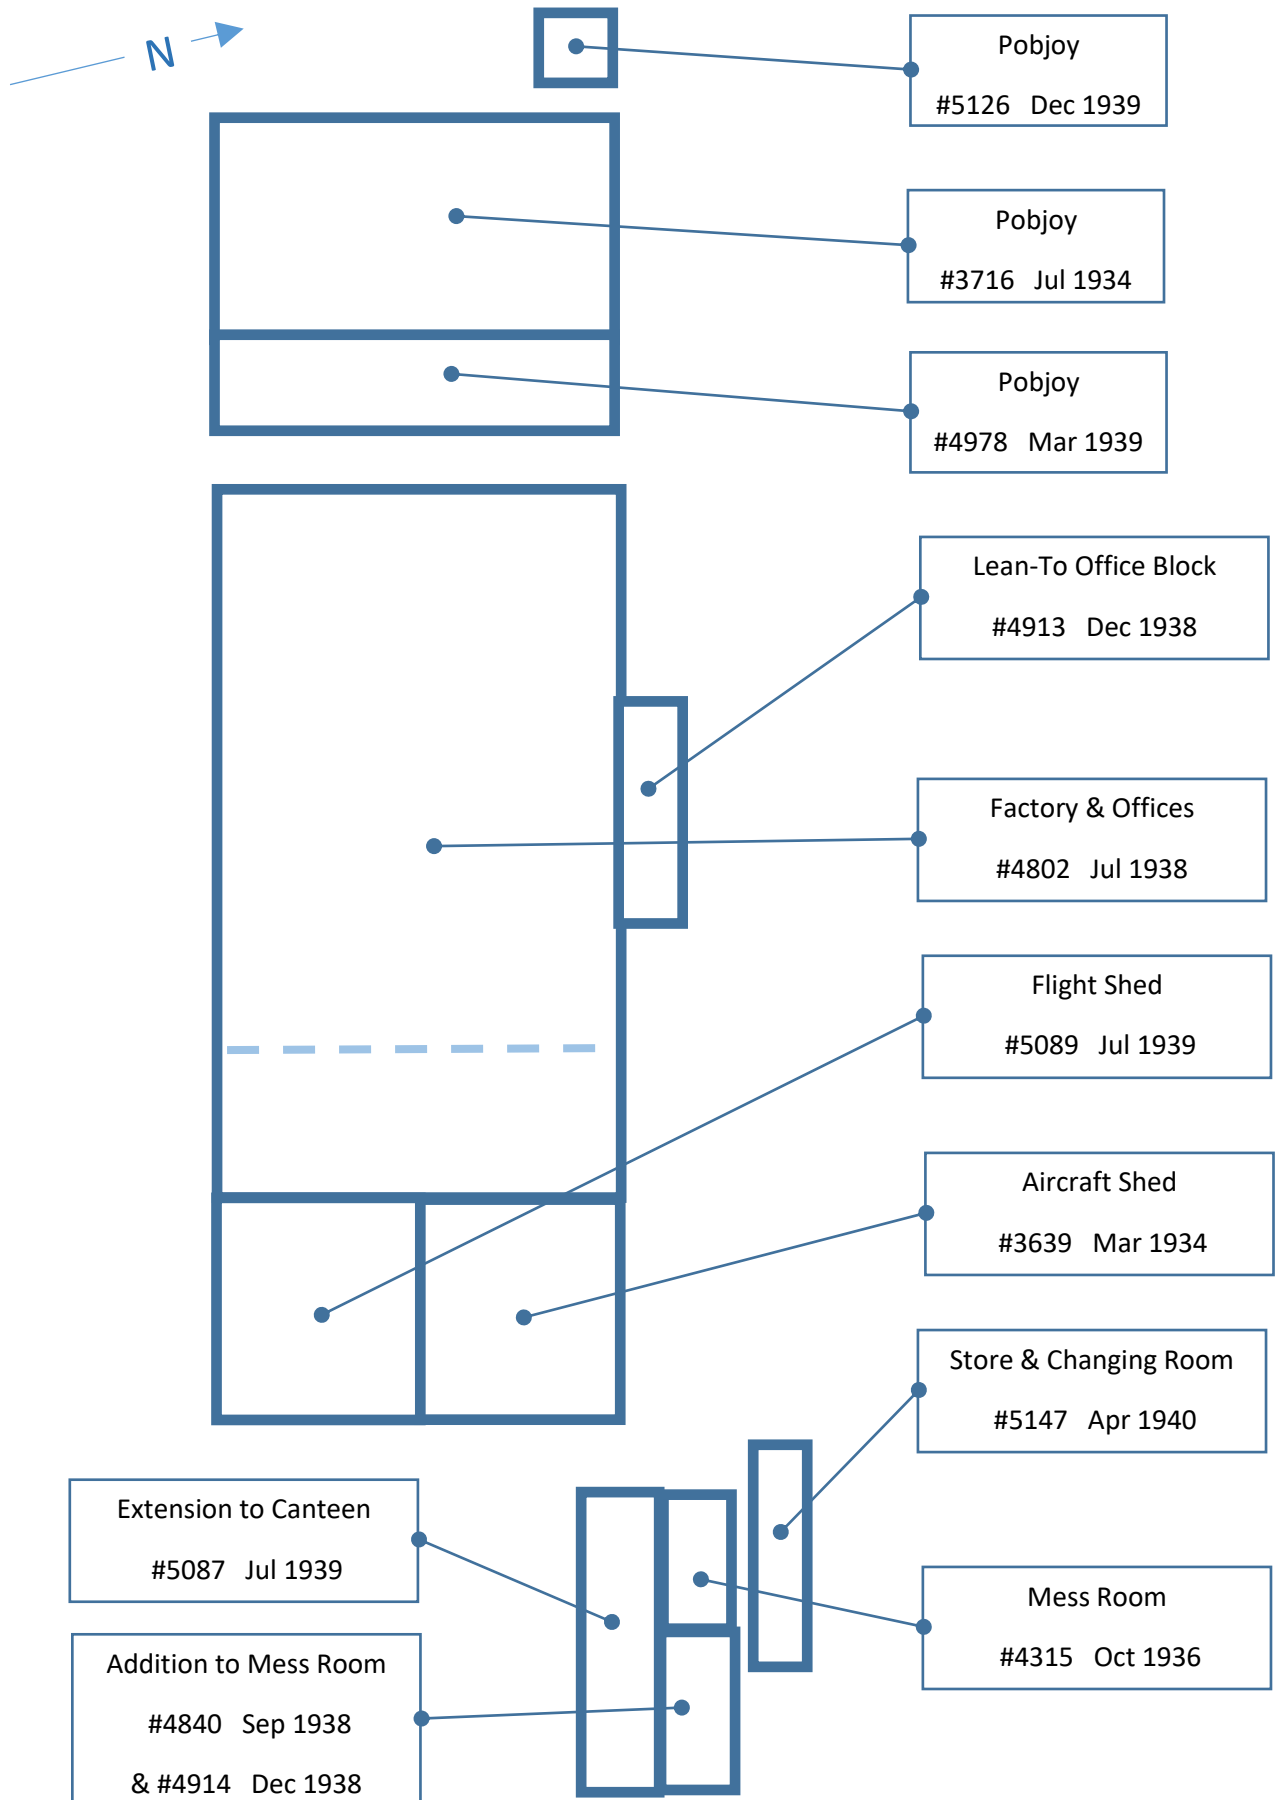 N
Pobjoy
#5126 Dec 1939
Pobjoy
#3716 Jul 1934
Pobjoy
#4978 Mar 1939
Lean-To Office Block
#4913 Dec 1938
Factory & Offices
#4802 Jul 1938
Flight Shed
#5089 Jul 1939
Aircraft Shed
#3639 Mar 1934
Store & Changing Room
#5147 Apr 1940
Extension to Canteen
#5087 Jul 1939
Mess Room
#4315 Oct 1936
Addition to Mess Room
#4840 Sep 1938
& #4914 Dec 1938